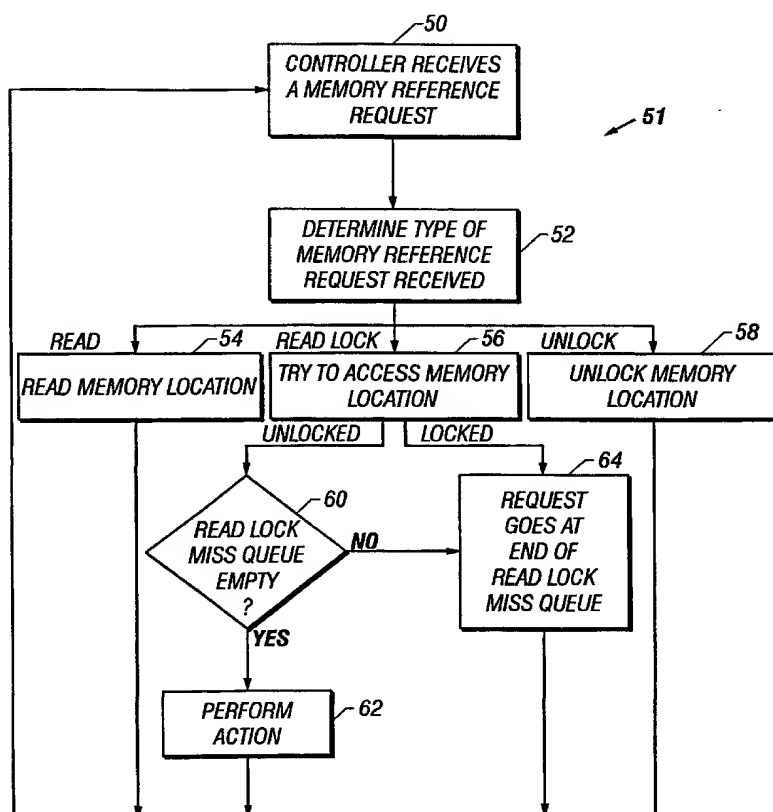 50
CONTROLLER RECEIVES
A MEMORY REFERENCE
REQUEST
51
DETERMINE TYPE OF
MEMORY REFERENCE
REQUEST RECEIVED
52
READ
54
READ LOCK
56
UNLOCK
58
READ MEMORY LOCATION
TRY TO ACCESS MEMORY
LOCATION
UNLOCK MEMORY
LOCATION
UNLOCKED
LOCKED
60
READ LOCK
MISS QUEUE
EMPTY
?
NO
YES
64
REQUEST
GOES AT
END OF
READ LOCK
MISS QUEUE
PERFORM
ACTION
62